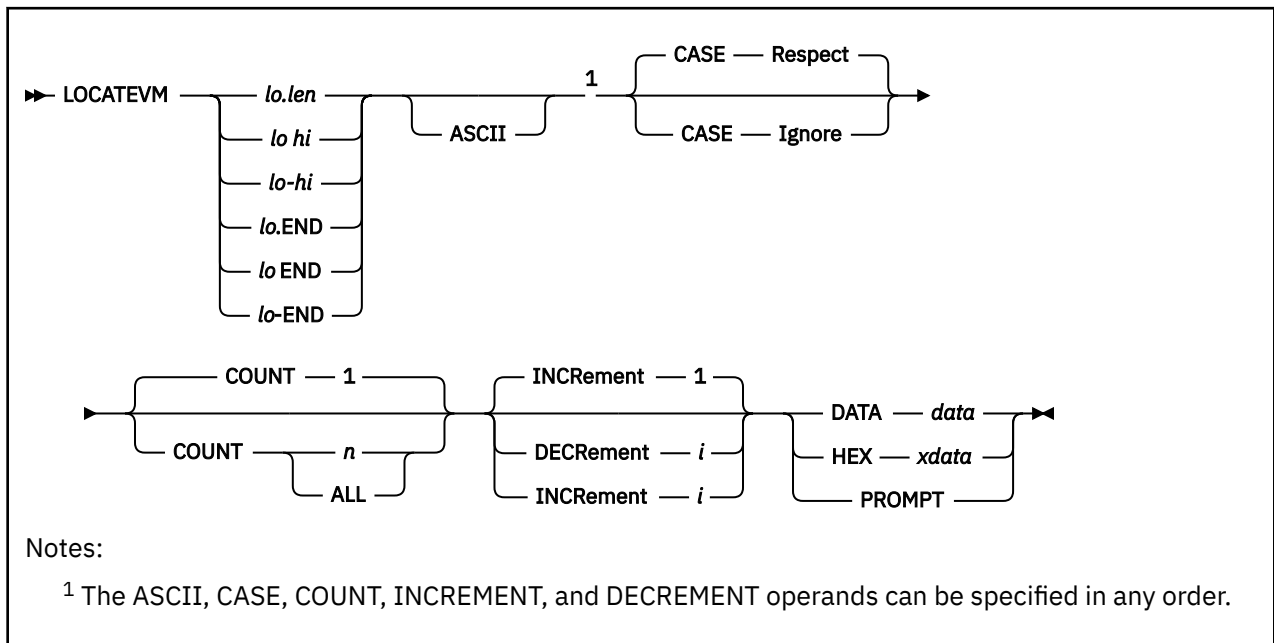 CASE Respect
LOCATEVM lo.len 1
lo hi ASCII CASE Ignore
lo-hi
lo.END
lo END
lo-END
COUNT 1 INCRement 1
DATA data
COUNT n DECRement i HEX xdata
ALL INCRement i PROMPT
Notes:
1 The ASCII, CASE, COUNT, INCREMENT, and DECREMENT operands can be specified in any order.